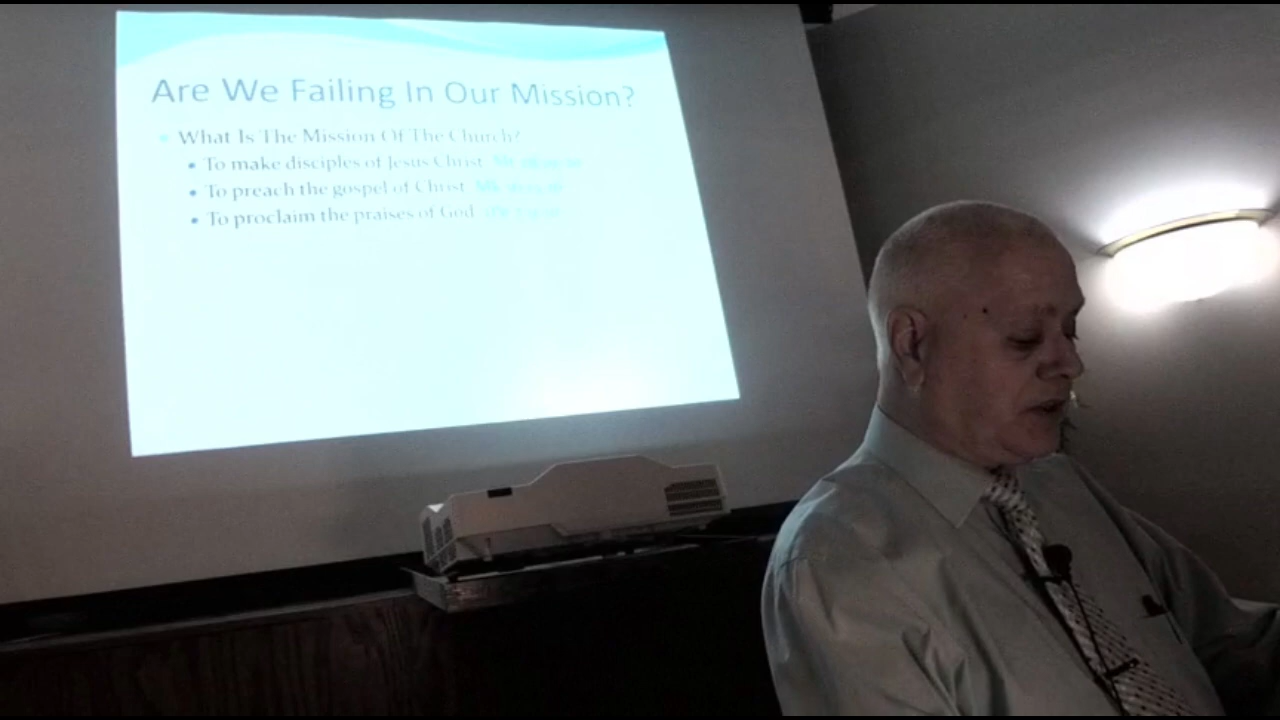 Are We Failing In Our Mission?
What Is The Mission Of The Church?
To make disciples of Jesus Christ
To preach the gospel of Christ
To proclaim the praises of God